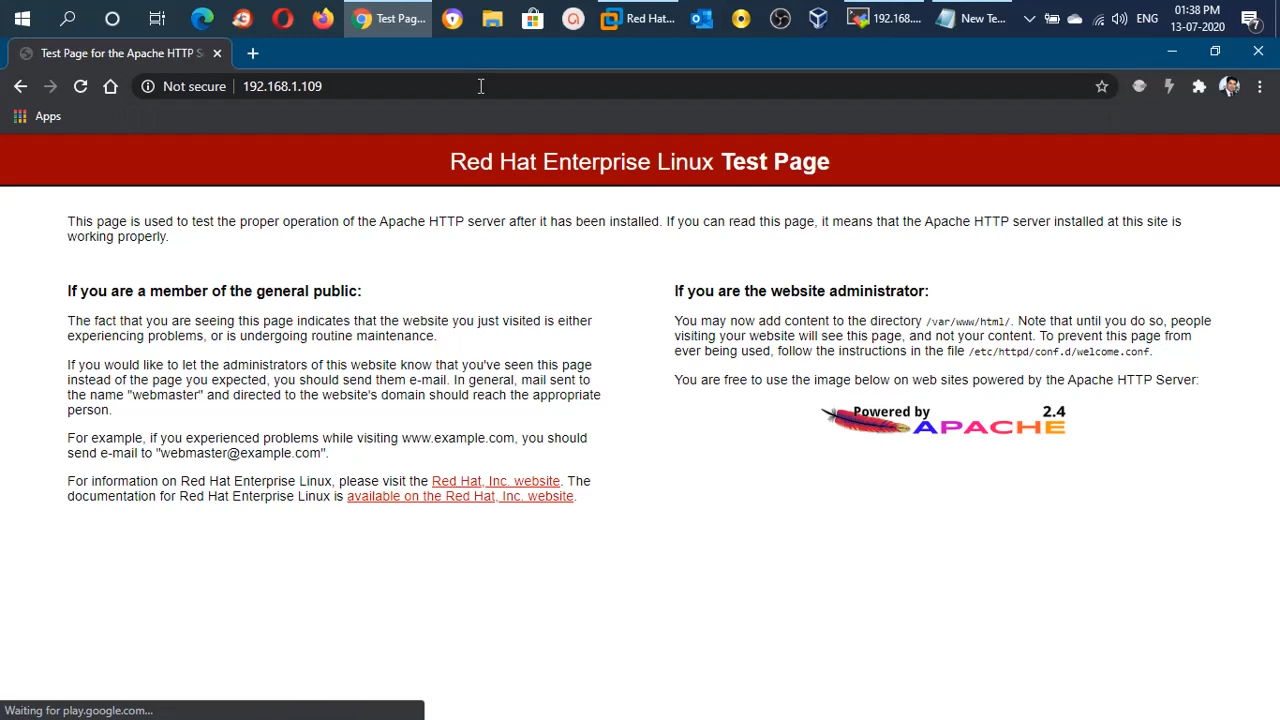 Test Pag...
Red Hat...
192.168....
New Te...
ENG
01:38 PM
13-07-2020
7
Test Page for the Apache HTTP S
Not secure
192.168.1.109
Apps
Red Hat Enterprise Linux Test Page
This page is used to test the proper operation of the Apache HTTP server after it has been installed. If you can read this page, it means that the Apache HTTP server installed at this site is
working properly.
If you are a member of the general public:
The fact that you are seeing this page indicates that the website you just visited is either
experiencing problems, or is undergoing routine maintenance.
If you would like to let the administrators of this website know that you've seen this page
instead of the page you expected, you should send them e-mail. In general, mail sent to
the name "webmaster" and directed to the website's domain should reach the appropriate
person.
For example, if you experienced problems while visiting www.example.com, you should
send e-mail to "webmaster@example.com".
For information on Red Hat Enterprise Linux, please visit the Red Hat, Inc. website. The
documentation for Red Hat Enterprise Linux is available on the Red Hat, Inc. website.
If you are the website administrator:
You may now add content to the directory /var/www/html/. Note that until you do so, people
visiting your website will see this page, and not your content. To prevent this page from
ever being used, follow the instructions in the file /etc/httpd/conf.d/welcome.conf.
You are free to use the image below on web sites powered by the Apache HTTP Server:
Powered by 2.4
APACHE
Waiting for play.google.com...